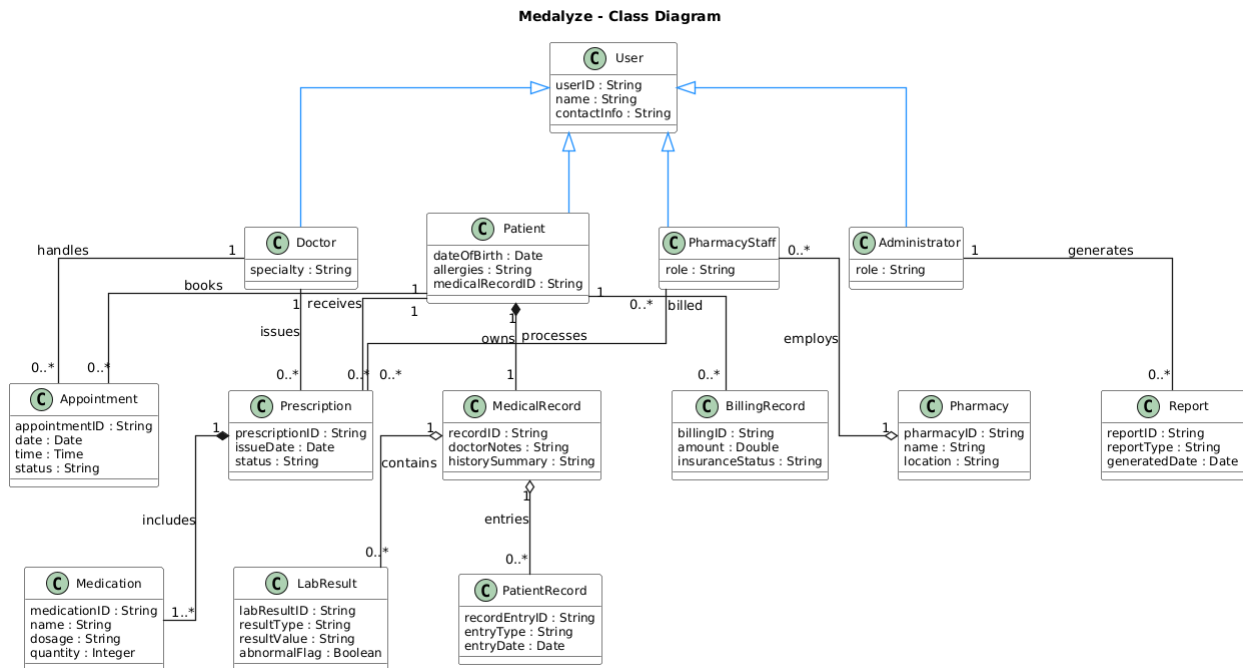 Medalyze - Class Diagram
C User
userID : String
name : String
contactInfo : String
C Doctor
specialty : String
C Patient
dateOfBirth : Date
allergies : String
medicalRecordID : String
C PharmacyStaff
role : String
C Administrator
role : String
handles
1
books
1
receives
1
1
issues
1
owns
processes
0..*
1
billed
0..*
employs
1
generates
0..*
0..*
0..*
0..*
0..*
1
0..*
0..*
C Appointment
appointmentID : String
date : Date
time : Time
status : String
C Prescription
prescriptionID : String
issueDate : Date
status : String
C MedicalRecord
recordID : String
doctorNotes : String
historySummary : String
C BillingRecord
billingID : String
amount : Double
insuranceStatus : String
C Pharmacy
pharmacyID : String
name : String
location : String
C Report
reportID : String
reportType : String
generatedDate : Date
1
1
contains
1
1
includes
entries
0..*
0..*
1..*
C Medication
medicationID : String
name : String
dosage : String
quantity : Integer
C LabResult
labResultID : String
resultType : String
resultValue : String
abnormalFlag : Boolean
C PatientRecord
recordEntryID : String
entryType : String
entryDate : Date